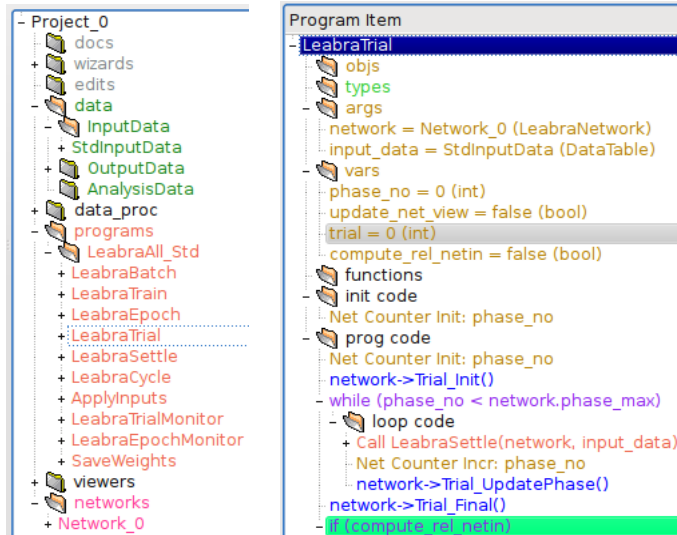 Project_0
docs
wizards
edits
data
InputData
StdInputData
OutputData
AnalysisData
data_proc
programs
LeabraAll_Std
LeabraBatch
LeabraTrain
LeabraEpoch
LeabraTrial
LeabraSettle
LeabraCycle
ApplyInputs
LeabraTrialMonitor
LeabraEpochMonitor
SaveWeights
viewers
networks
Network_0
Program Item
LeabraTrial
objs
types
args
network = Network_0 (LeabraNetwork)
input_data = StdInputData (DataTable)
vars
phase_no = 0 (int)
update_net_view = false (bool)
trial = 0 (int)
compute_rel_netin = false (bool)
functions
init code
Net Counter Init: phase_no
prog code
Net Counter Init: phase_no
network->Trial_Init()
while (phase_no < network.phase_max)
loop code
Call LeabraSettle(network, input_data)
Net Counter Incr: phase_no
network->Trial_UpdatePhase()
network->Trial_Final()
if (compute_rel_netin)